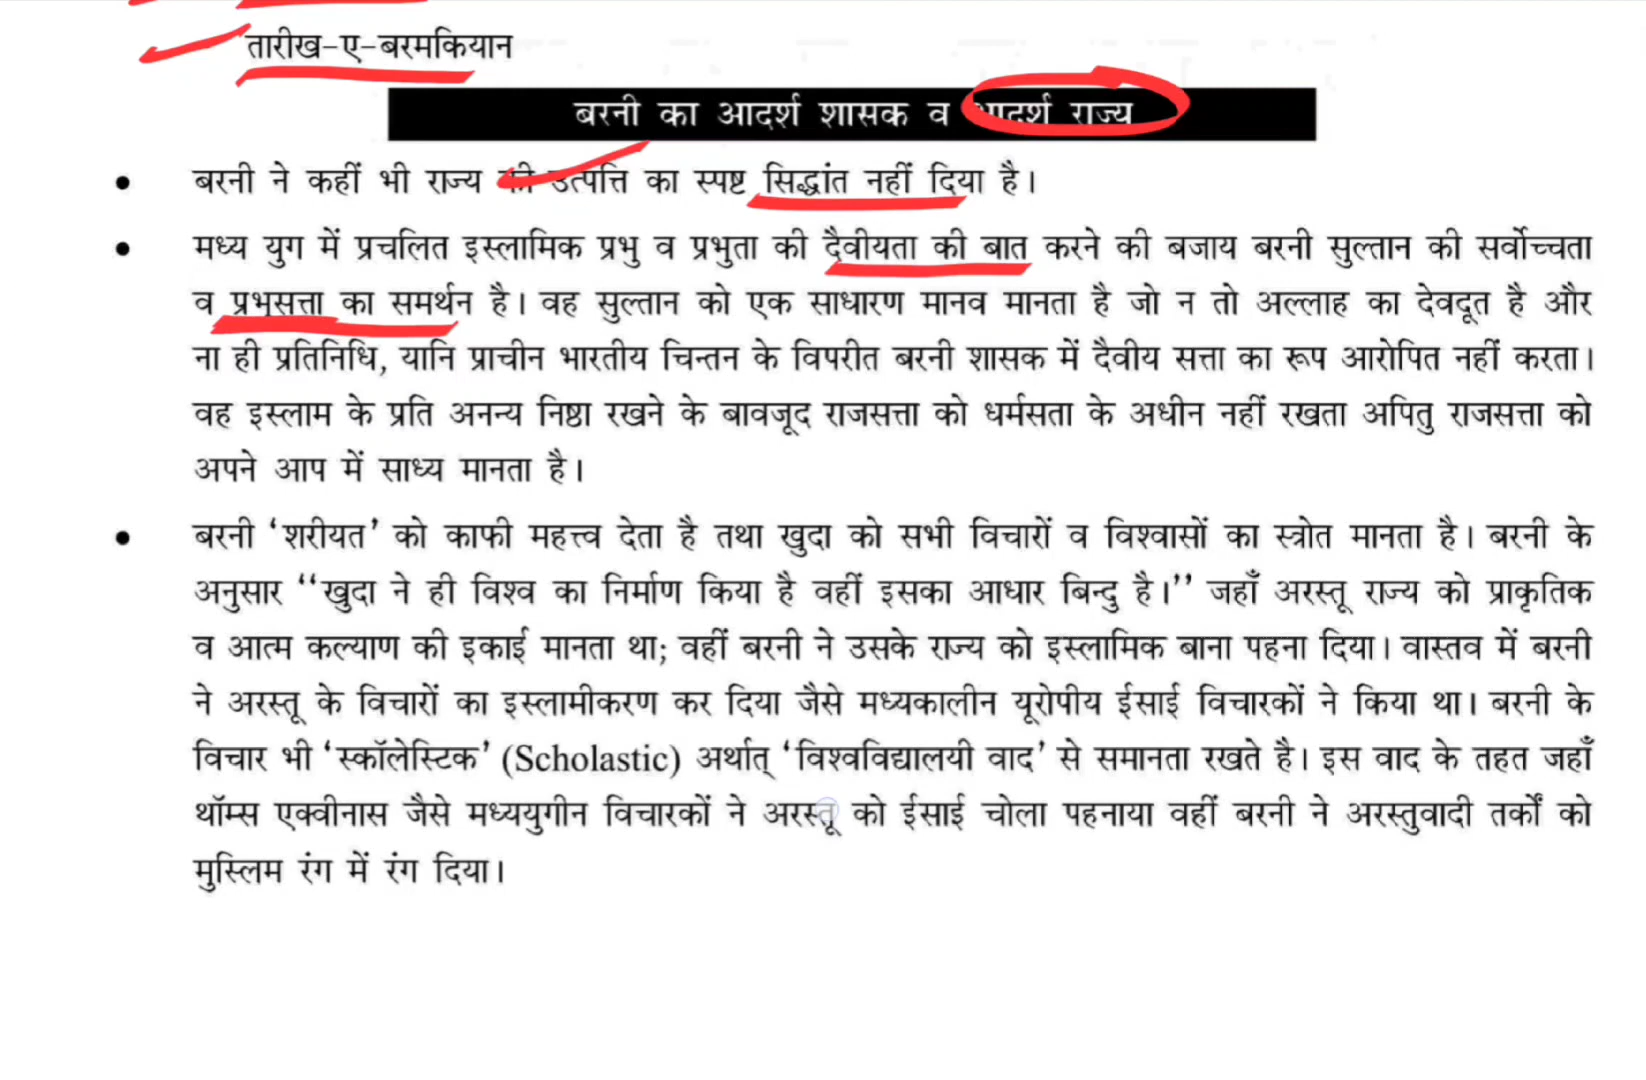 तारीख-ए-बरमकियान
बरनी का आदर्श शासक व आदर्श राज्य
• बरनी ने कहीं भी राज्य की उत्पत्ति का स्पष्ट सिद्धांत नहीं दिया है।
• मध्य युग में प्रचलित इस्लामिक प्रभु व प्रभुता की दैवीयता की बात करने की बजाय बरनी सुल्तान की सर्वोच्चता
व प्रभुसत्ता का समर्थन है। वह सुल्तान को एक साधारण मानव मानता है जो न तो अल्लाह का देवदूत है और
ना ही प्रतिनिधि, यानि प्राचीन भारतीय चिन्तन के विपरीत बरनी शासक में दैवीय सत्ता का रूप आरोपित नहीं करता।
वह इस्लाम के प्रति अनन्य निष्ठा रखने के बावजूद राजसत्ता को धर्मसता के अधीन नहीं रखता अपितु राजसत्ता को
अपने आप में साध्य मानता है।
• बरनी ‘शरीयत’ को काफी महत्त्व देता है तथा खुदा को सभी विचारों व विश्वासों का स्त्रोत मानता है। बरनी के
अनुसार “खुदा ने ही विश्व का निर्माण किया है वहीं इसका आधार बिन्दु है।” जहाँ अरस्तू राज्य को प्राकृतिक
व आत्म कल्याण की इकाई मानता था; वहीं बरनी ने उसके राज्य को इस्लामिक बाना पहना दिया। वास्तव में बरनी
ने अरस्तू के विचारों का इस्लामीकरण कर दिया जैसे मध्यकालीन यूरोपीय ईसाई विचारकों ने किया था। बरनी के
विचार भी ‘स्कॉलेस्टिक’ (Scholastic) अर्थात् ‘विश्वविद्यालयी वाद’ से समानता रखते है। इस वाद के तहत जहाँ
थॉम्स एक्वीनास जैसे मध्ययुगीन विचारकों ने अरस्तू को ईसाई चोला पहनाया वहीं बरनी ने अरस्तुवादी तर्कों को
मुस्लिम रंग में रंग दिया।